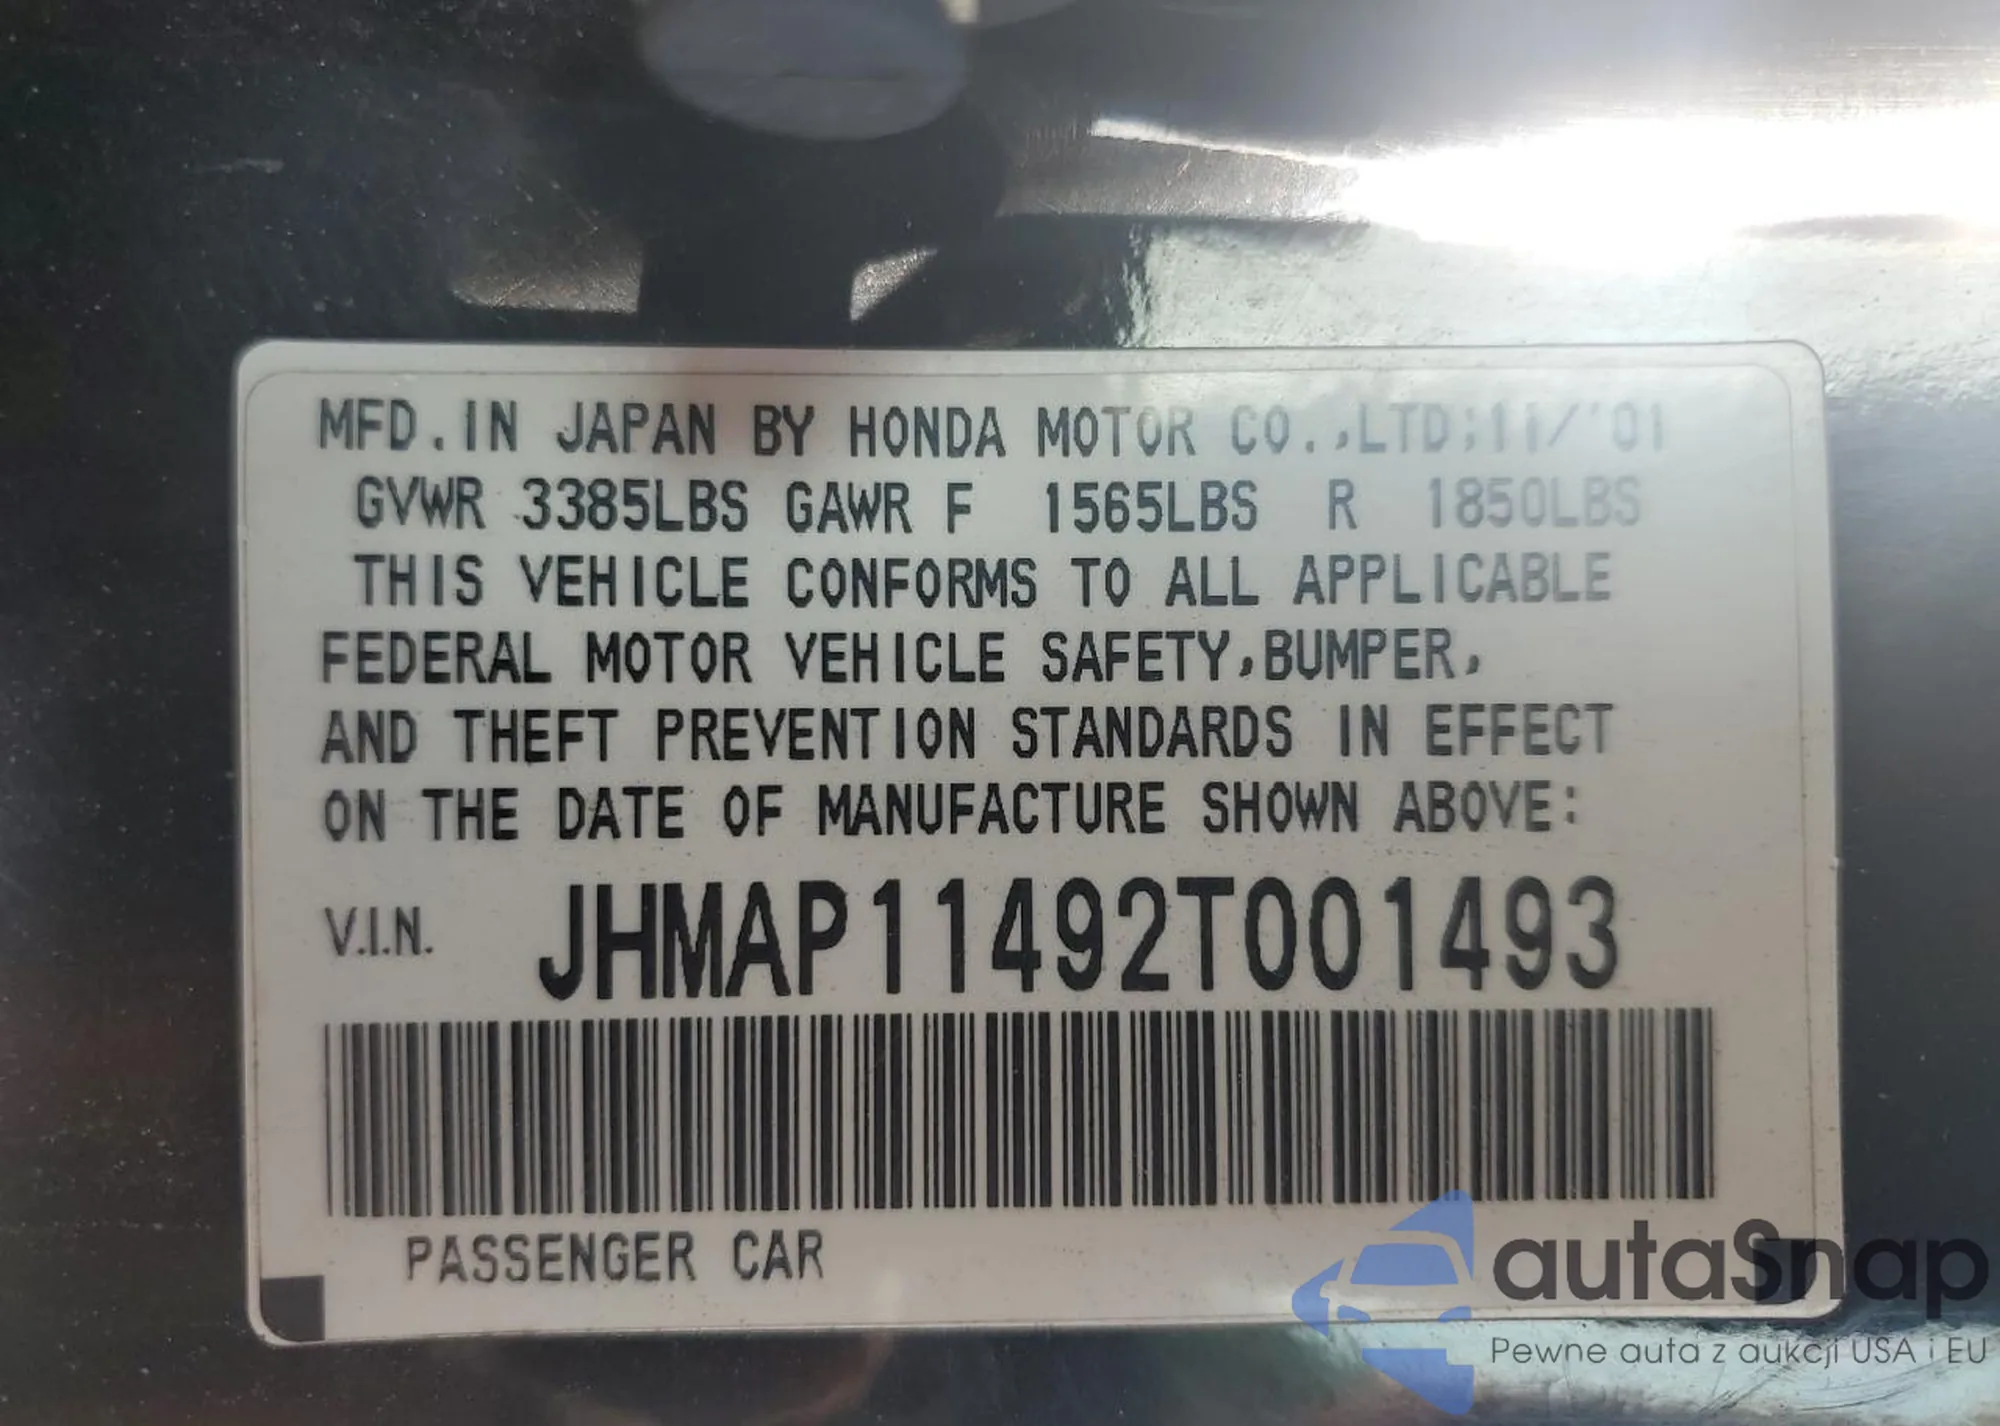 MFD.IN JAPAN BY HONDA MOTOR CO.,LTD;11/'01
GVWR 3385LBS GAWR F 1565LBS R 1850LBS
THIS VEHICLE CONFORMS TO ALL APPLICABLE
FEDERAL MOTOR VEHICLE SAFETY,BUMPER,
AND THEFT PREVENTION STANDARDS IN EFFECT
ON THE DATE OF MANUFACTURE SHOWN ABOVE:
V.I.N. JHMAP11492T001493
PASSENGER CAR
autaSnap
Pewne auta z aukcji USA i EU